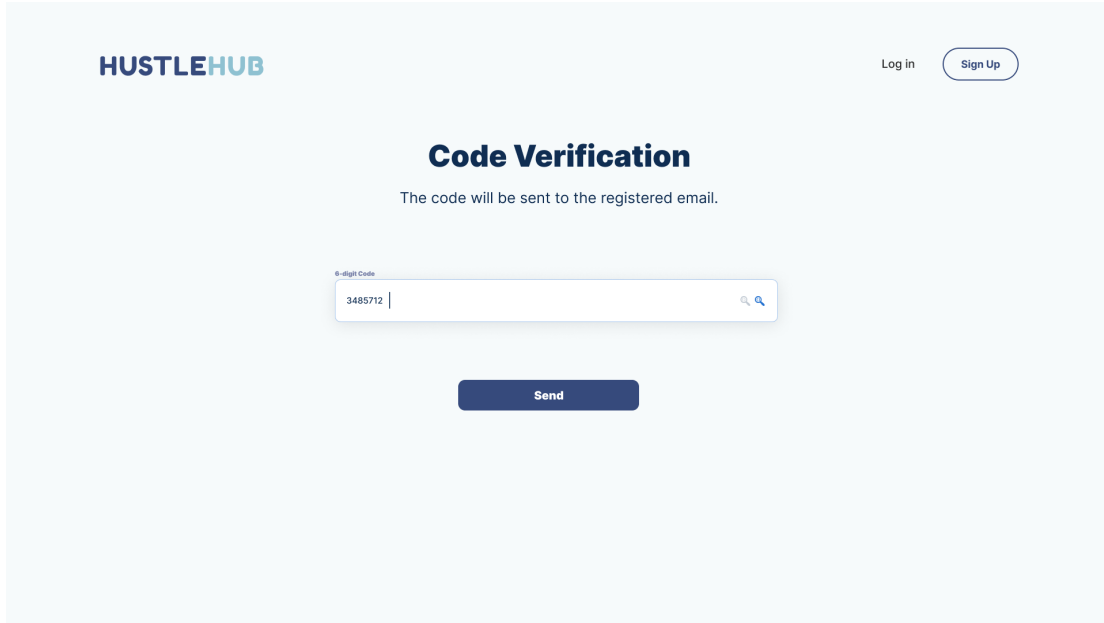 HUSTLEHUB
Log in
Sign Up
Code Verification
The code will be sent to the registered email.
6-digit Code
3485712
Send